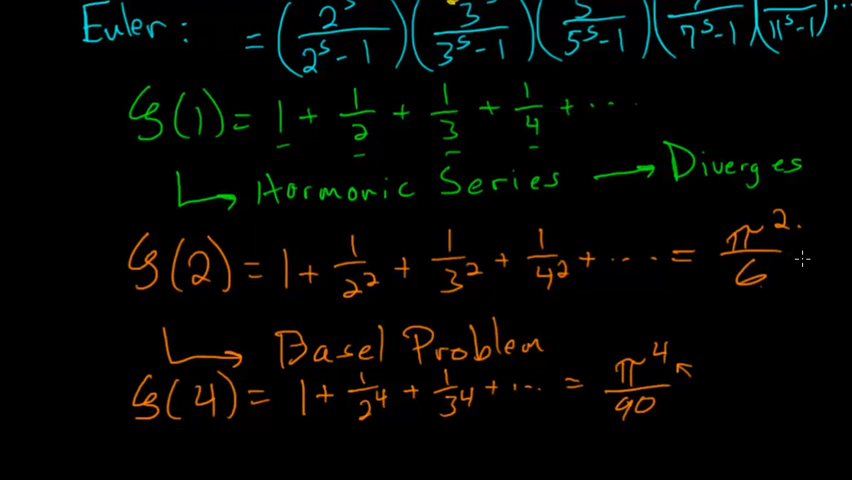 Euler: = (2^s / 2^s - 1) (3 / 3^s - 1) (5 / 5^s - 1) ( / 7^s - 1) ( / 11^s - 1) ...
ζ(1) = 1 + 1/2 + 1/3 + 1/4 + ...
Hormonic Series → Diverges
ζ(2) = 1 + 1/2² + 1/3² + 1/4² + ... = π²/6
Basel Problem
ζ(4) = 1 + 1/2⁴ + 1/3⁴ + ... = π⁴/90